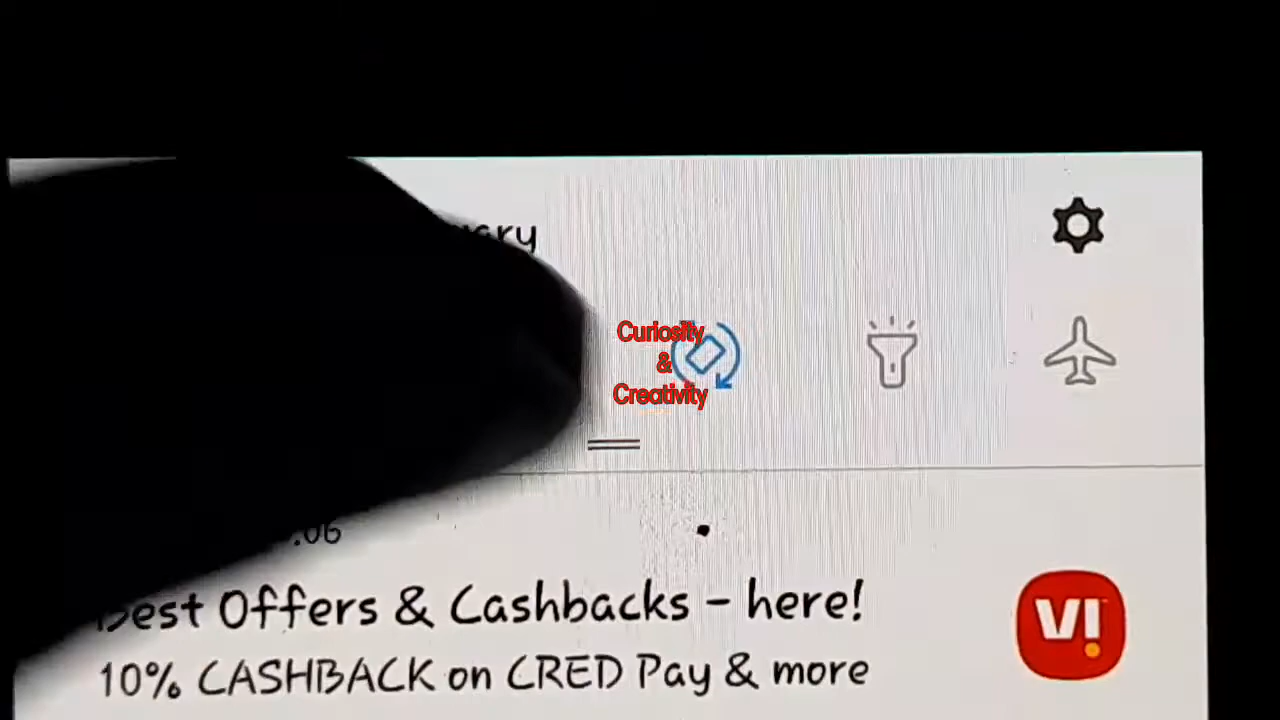 Curiosity
&
Creativity
Best Offers & Cashbacks - here!
10% CASHBACK on CRED Pay & more
VI